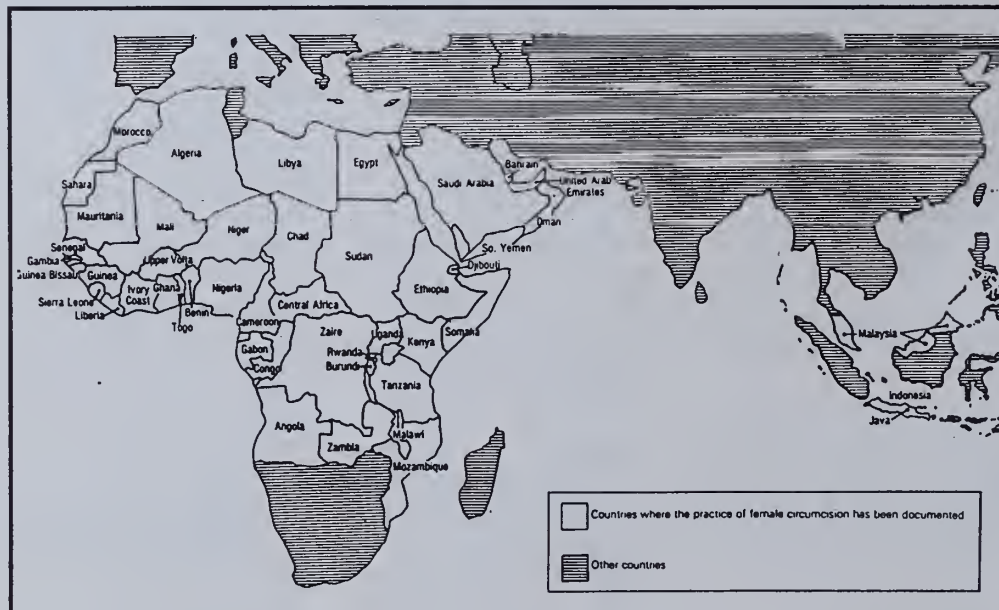 Morocco
Algeria
Libya
Egypt
Sahara
Mauritania
Mali
Niger
Chad
Sudan
Saudi Arabia
Bahrain
United Arab
Emirates
Oman
So. Yemen
Djibouti
Senegal
Gambia
Guinea Bissau
Guinea
Upper Volta
Sierra Leone
Liberia
Ivory
Coast
Ghana
Togo
Benin
Nigeria
Ethiopia
Central Africa
Cameroon
Zaire
Uganda
Kenya
Somalia
Gabon
Congo
Rwanda
Burundi
Tanzania
Angola
Zambia
Malawi
Mozambique
Malaysia
Indonesia
Java
Countries where the practice of female circumcision has been documented
Other countries